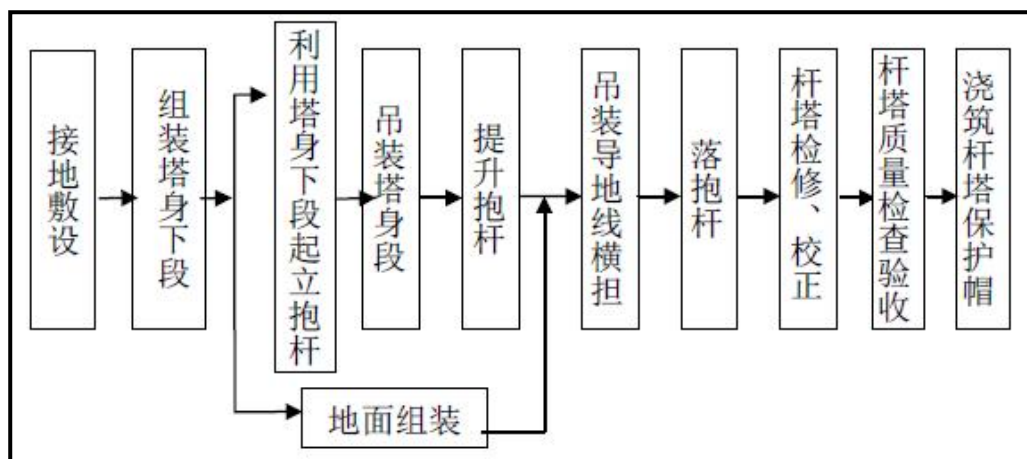 接地敷设
组装塔身下段
利用塔身下段起立抱杆
吊装塔身段
提升抱杆
吊装导地线横担
落抱杆
杆塔检修、校正
杆塔质量检查验收
浇筑杆塔保护帽
地面组装